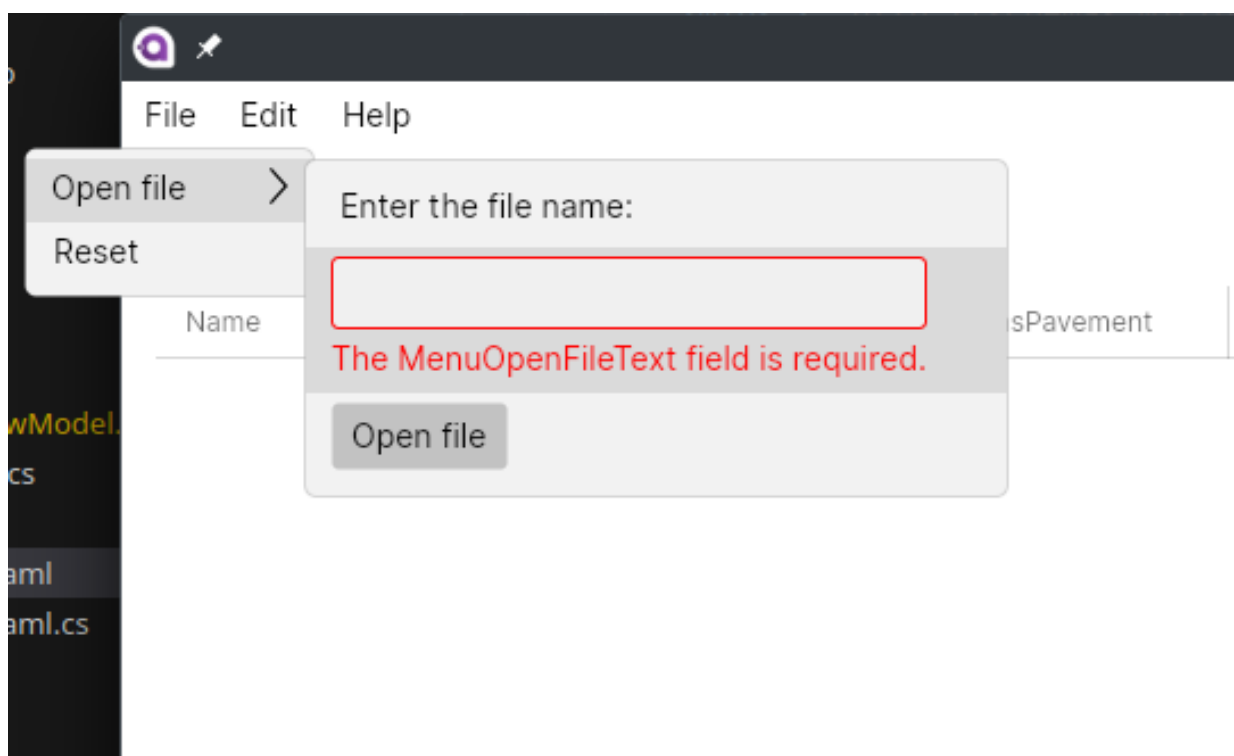 File Edit Help
Open file
Reset
Enter the file name:
The MenuOpenFileText field is required.
Open file
Name
sPavement
wModel.
cs
aml
aml.cs